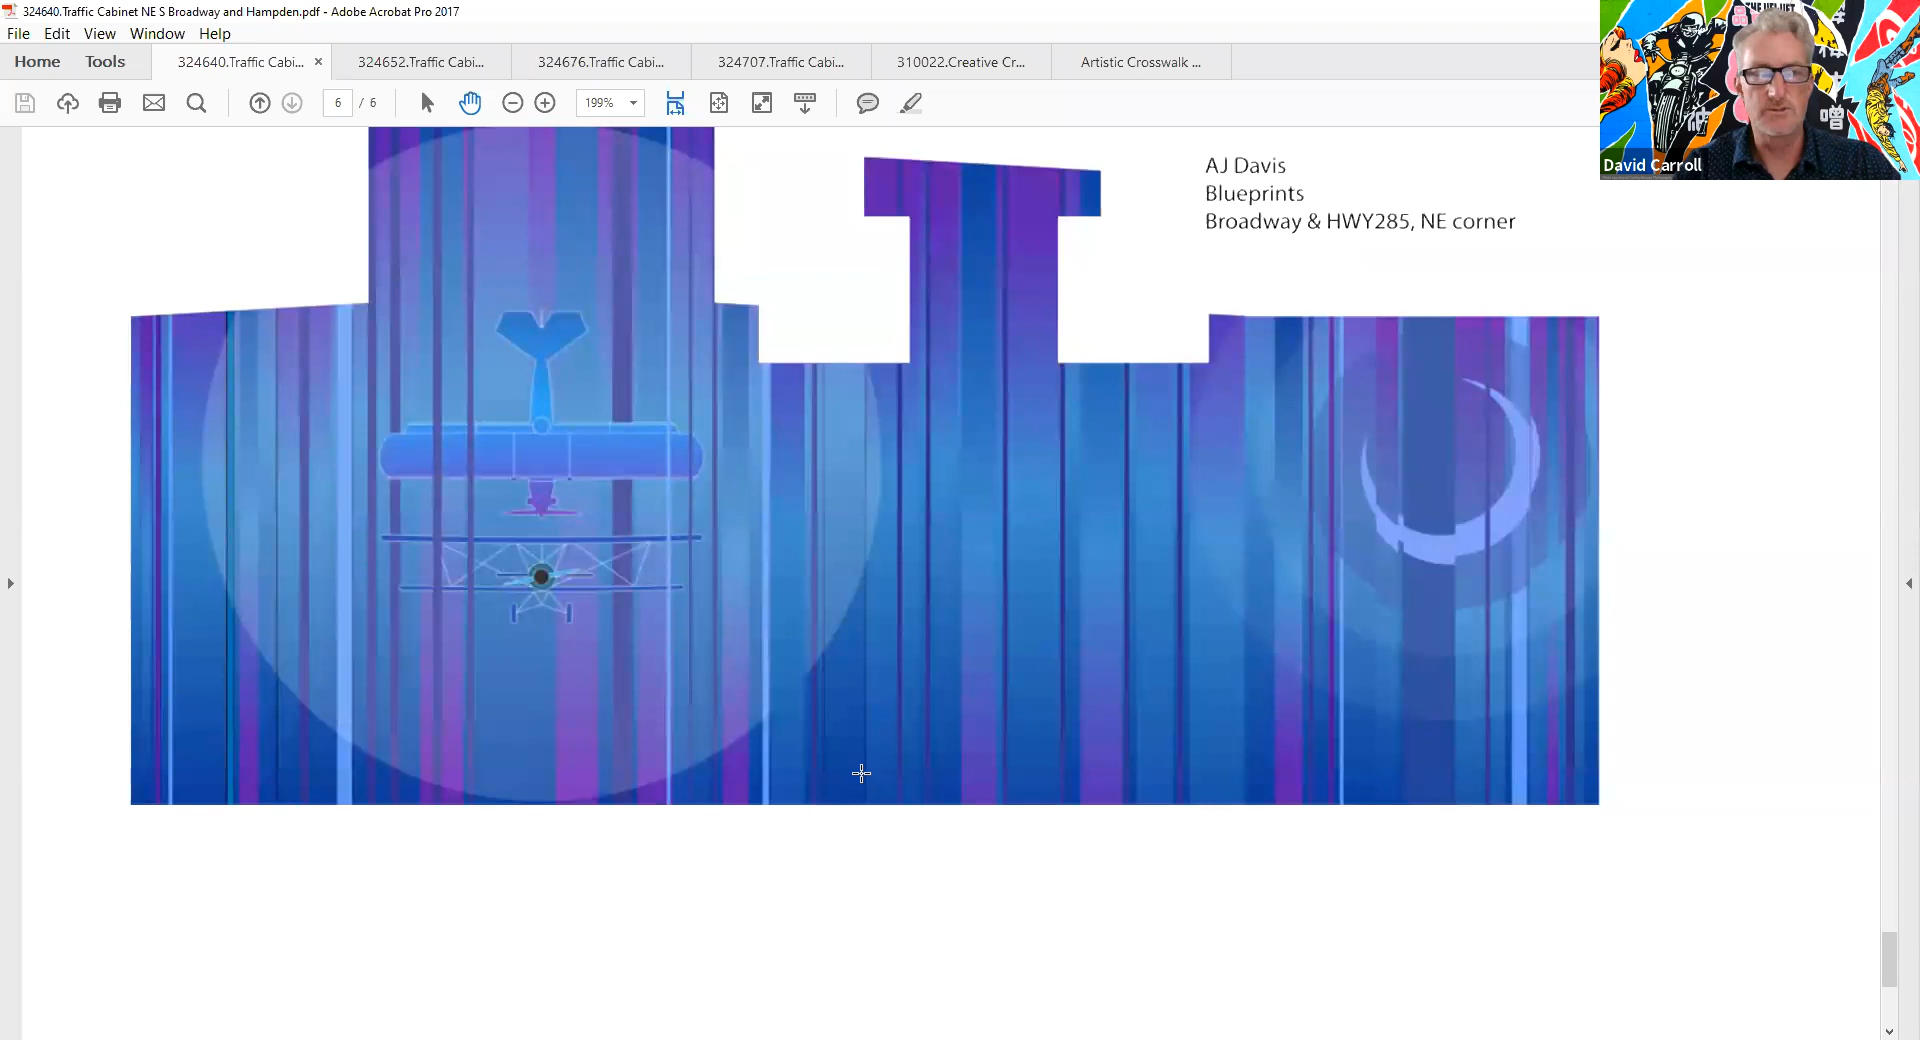 324640.Traffic Cabinet NE S Broadway and Hampden.pdf - Adobe Acrobat Pro 2017
File Edit View Window Help
Home Tools 324640.Traffic Cabi... × 324652.Traffic Cabi... 324676.Traffic Cabi... 324707.Traffic Cabi... 310022.Creative Cr... Artistic Crosswalk ...
6 / 6 199%
AJ Davis
Blueprints
Broadway & HWY285, NE corner
THE VELVET
David Carroll